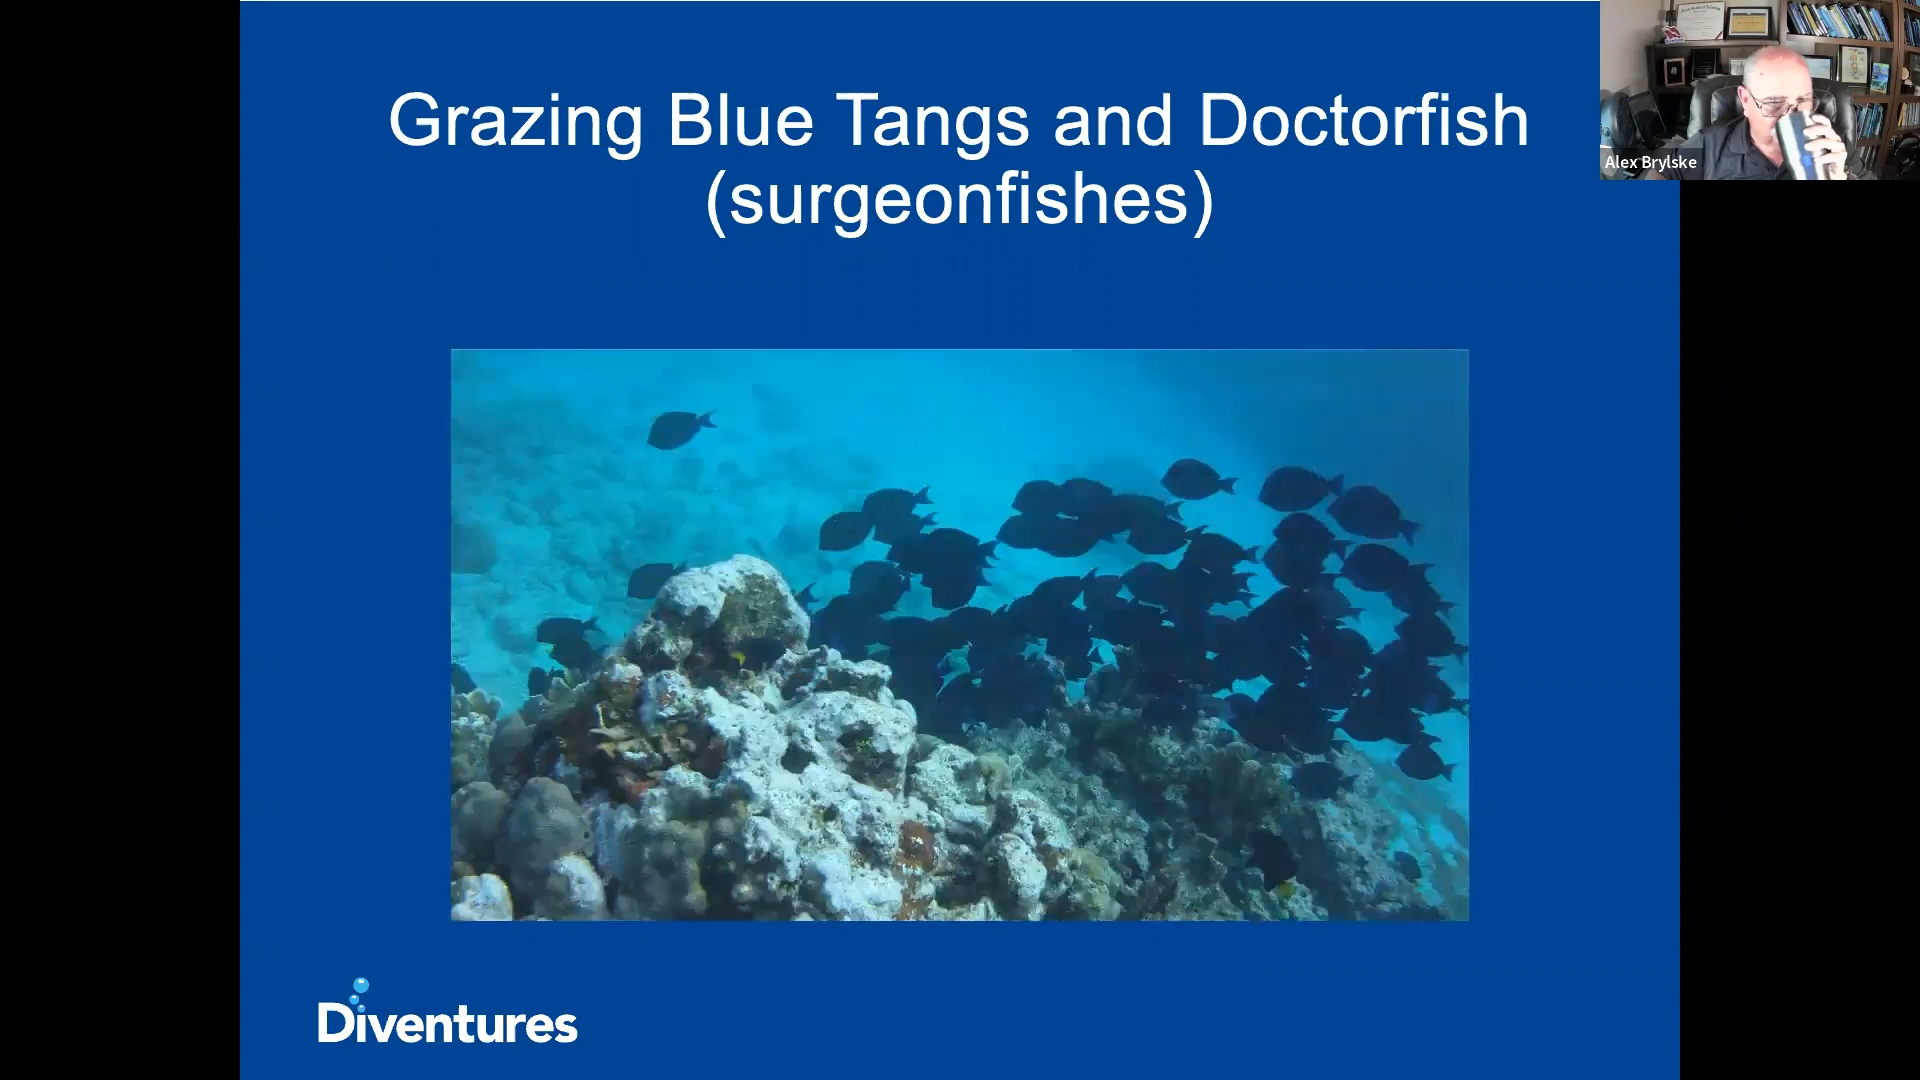 Grazing Blue Tangs and Doctorfish
(surgeonfishes)
Alex Brylske
Diventures